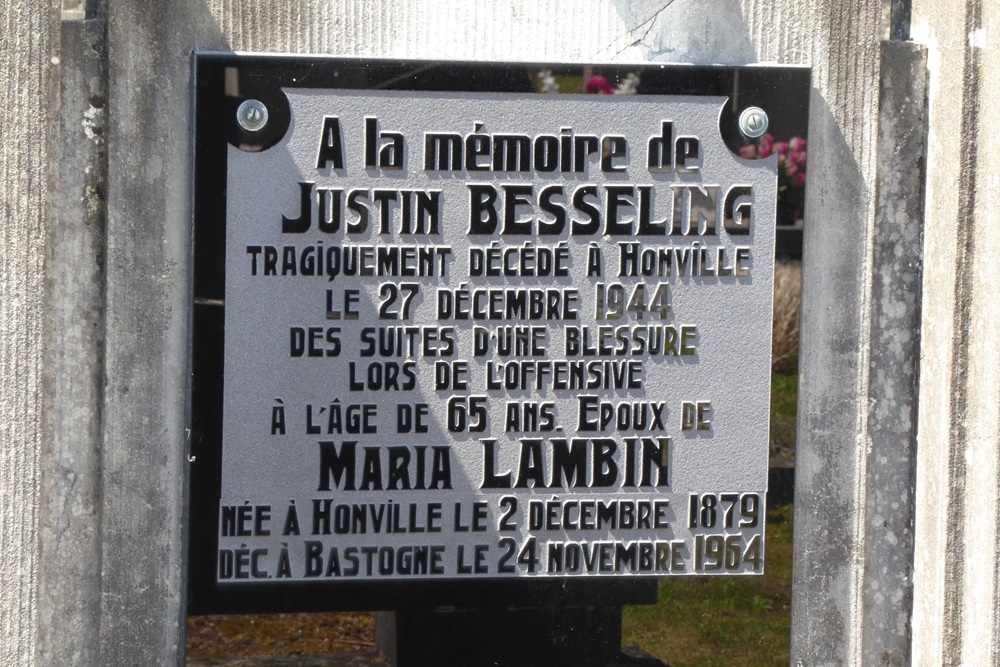 A la mémoire de
JUSTIN BESSELING
TRAGIQUEMENT DÉCÉDÉ À HONVILLE
LE 27 DÉCEMBRE 1944
DES SUITES D'UNE BLESSURE
LORS DE L'OFFENSIVE
À L'ÂGE DE 65 ANS. EPOUX DE
MARIA LAMBIN
NÉE À HONVILLE LE 2 DÉCEMBRE 1879
DÉC. À BASTOGNE LE 24 NOVEMBRE 1964